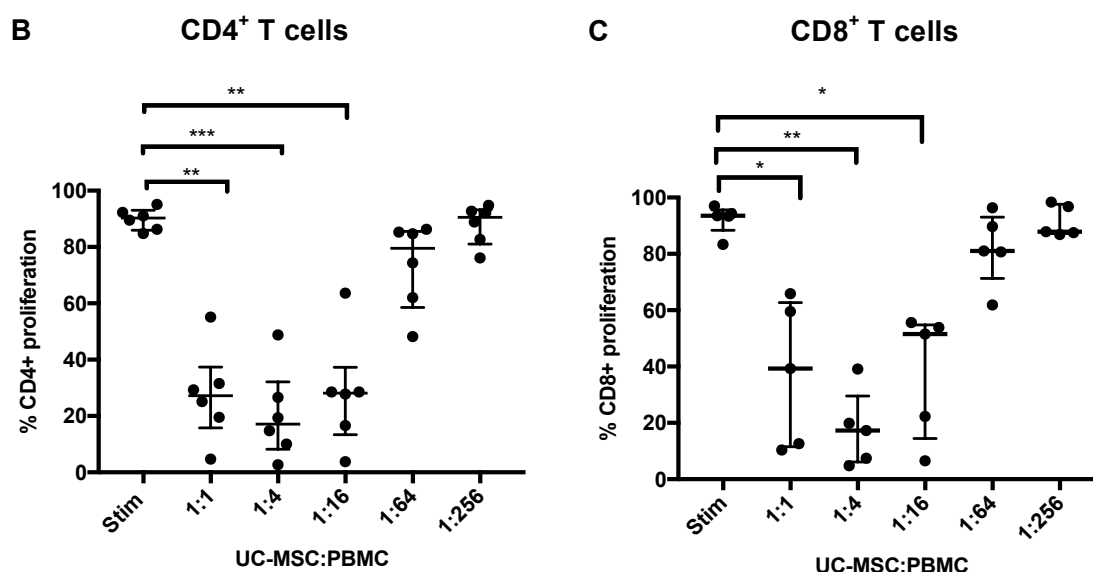 B
CD4+ T cells
**
***
**
% CD4+ proliferation
100
80
60
40
20
0
Stim
1:1
1:4
1:16
1:64
1:256
UC-MSC:PBMC
C
CD8+ T cells
*
**
*
% CD8+ proliferation
100
80
60
40
20
0
Stim
1:1
1:4
1:16
1:64
1:256
UC-MSC:PBMC